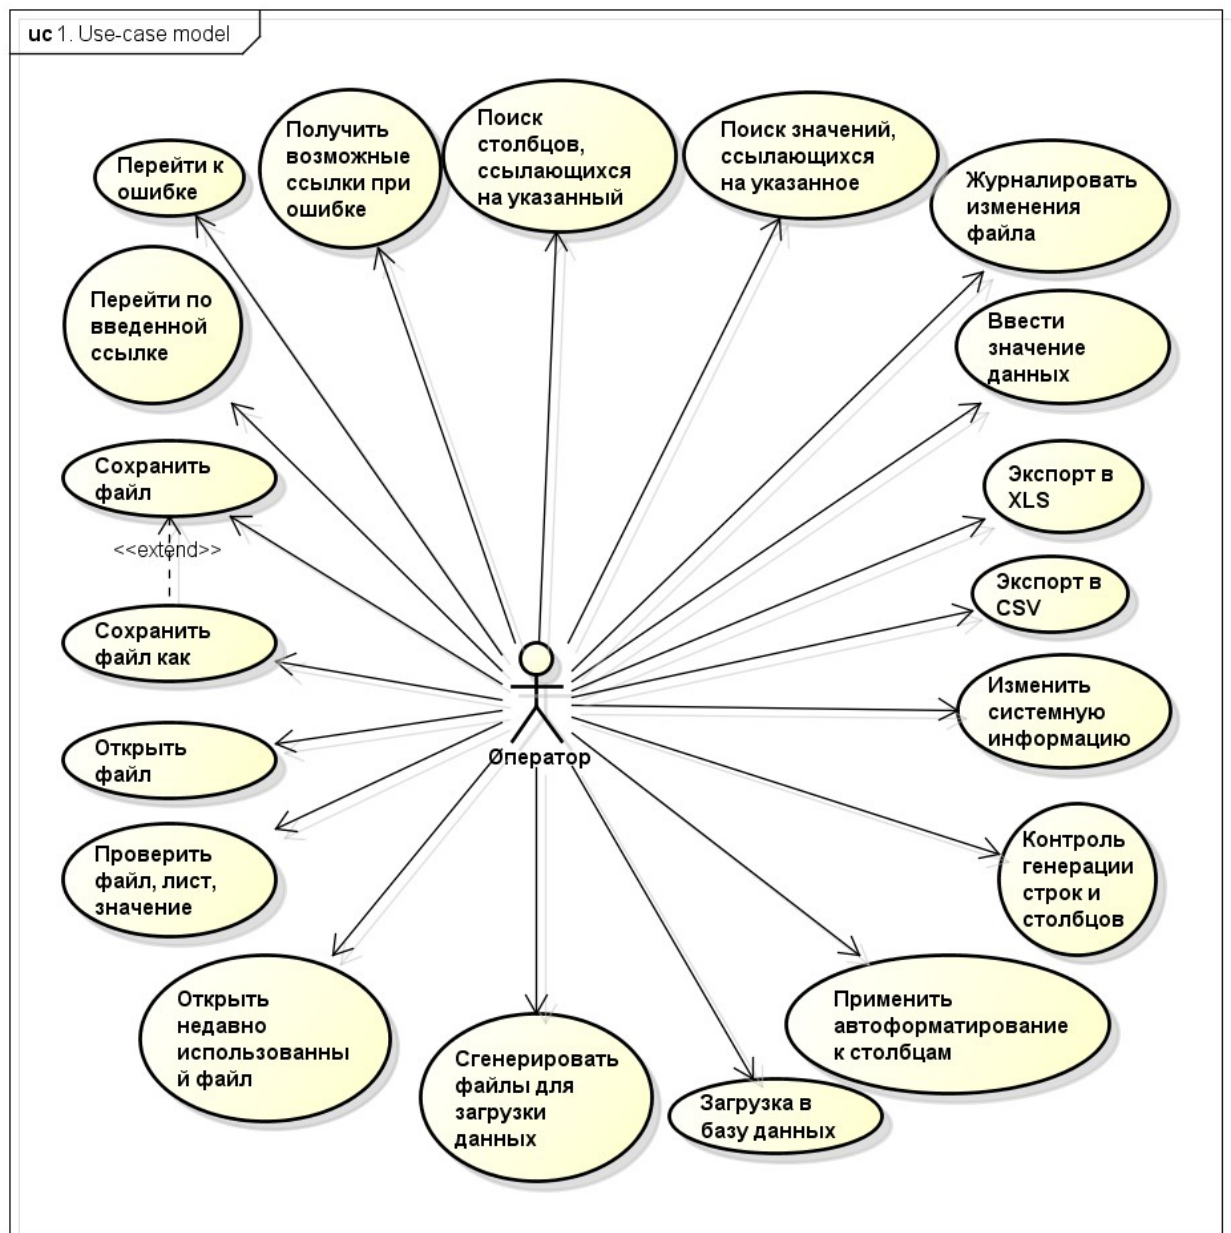 uc 1. Use-case model
Перейти к
ошибке
Получить
возможные
ссылки при
ошибке
Поиск
столбцов,
ссылающихся
на указанный
Поиск значений,
ссылающихся
на указанное
Журналировать
изменения
файла
Перейти по
введенной
ссылке
Ввести
значение
данных
Сохранить
файл
Экспорт в
XLS
<<extend>>
Экспорт в
CSV
Сохранить
файл как
Изменить
системную
информацию
Открыть
файл
Оператор
Проверить
файл, лист,
значение
Контроль
генерации
строк и
столбцов
Открыть
недавно
использованны
й файл
Сгенерировать
файлы для
загрузки
данных
Загрузка в
базу данных
Применить
автоформатирование
к столбцам